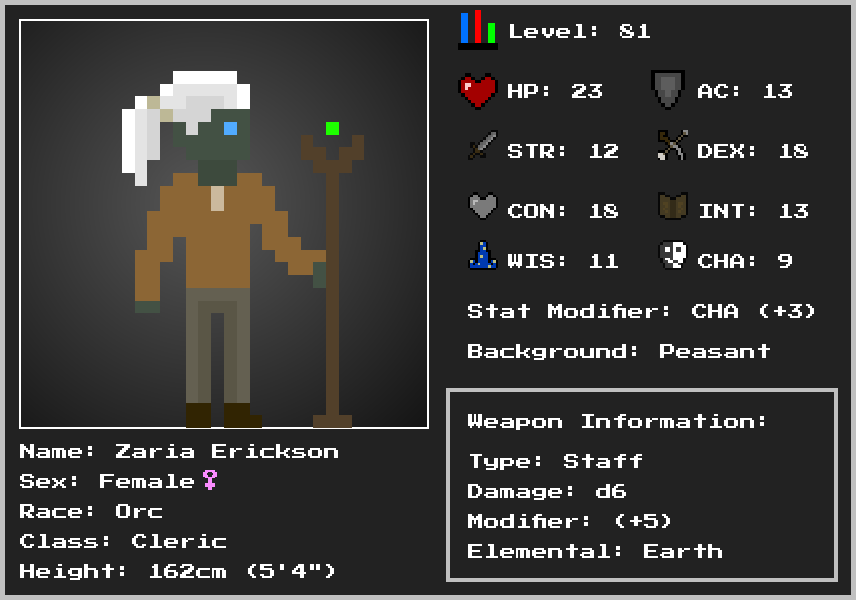 Level: 81
HP: 23 AC: 13
STR: 12 DEX: 18
CON: 18 INT: 13
WIS: 11 CHA: 9
Stat Modifier: CHA (+3)
Background: Peasant
Weapon Information:
Type: Staff
Damage: d6
Modifier: (+5)
Elemental: Earth
Name: Zaria Erickson
Sex: Female♀
Race: Orc
Class: Cleric
Height: 162cm (5'4")